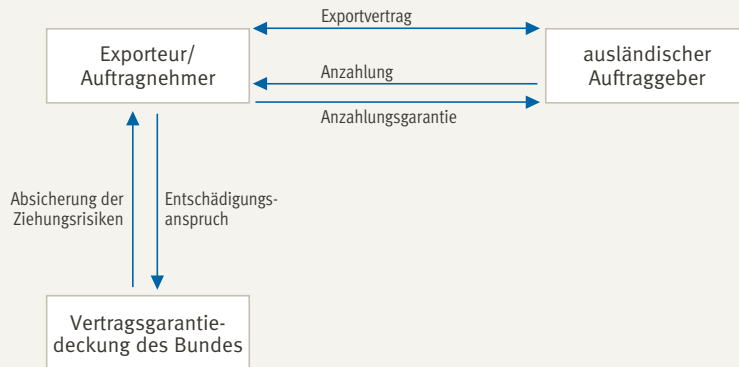 Exportvertrag
Exporteur/
Auftragnehmer
ausländischer
Auftraggeber
Anzahlung
Anzahlungsgarantie
Absicherung der
Ziehungsrisiken
Entschädigungs-
anspruch
Vertragsgarantie-
deckung des Bundes